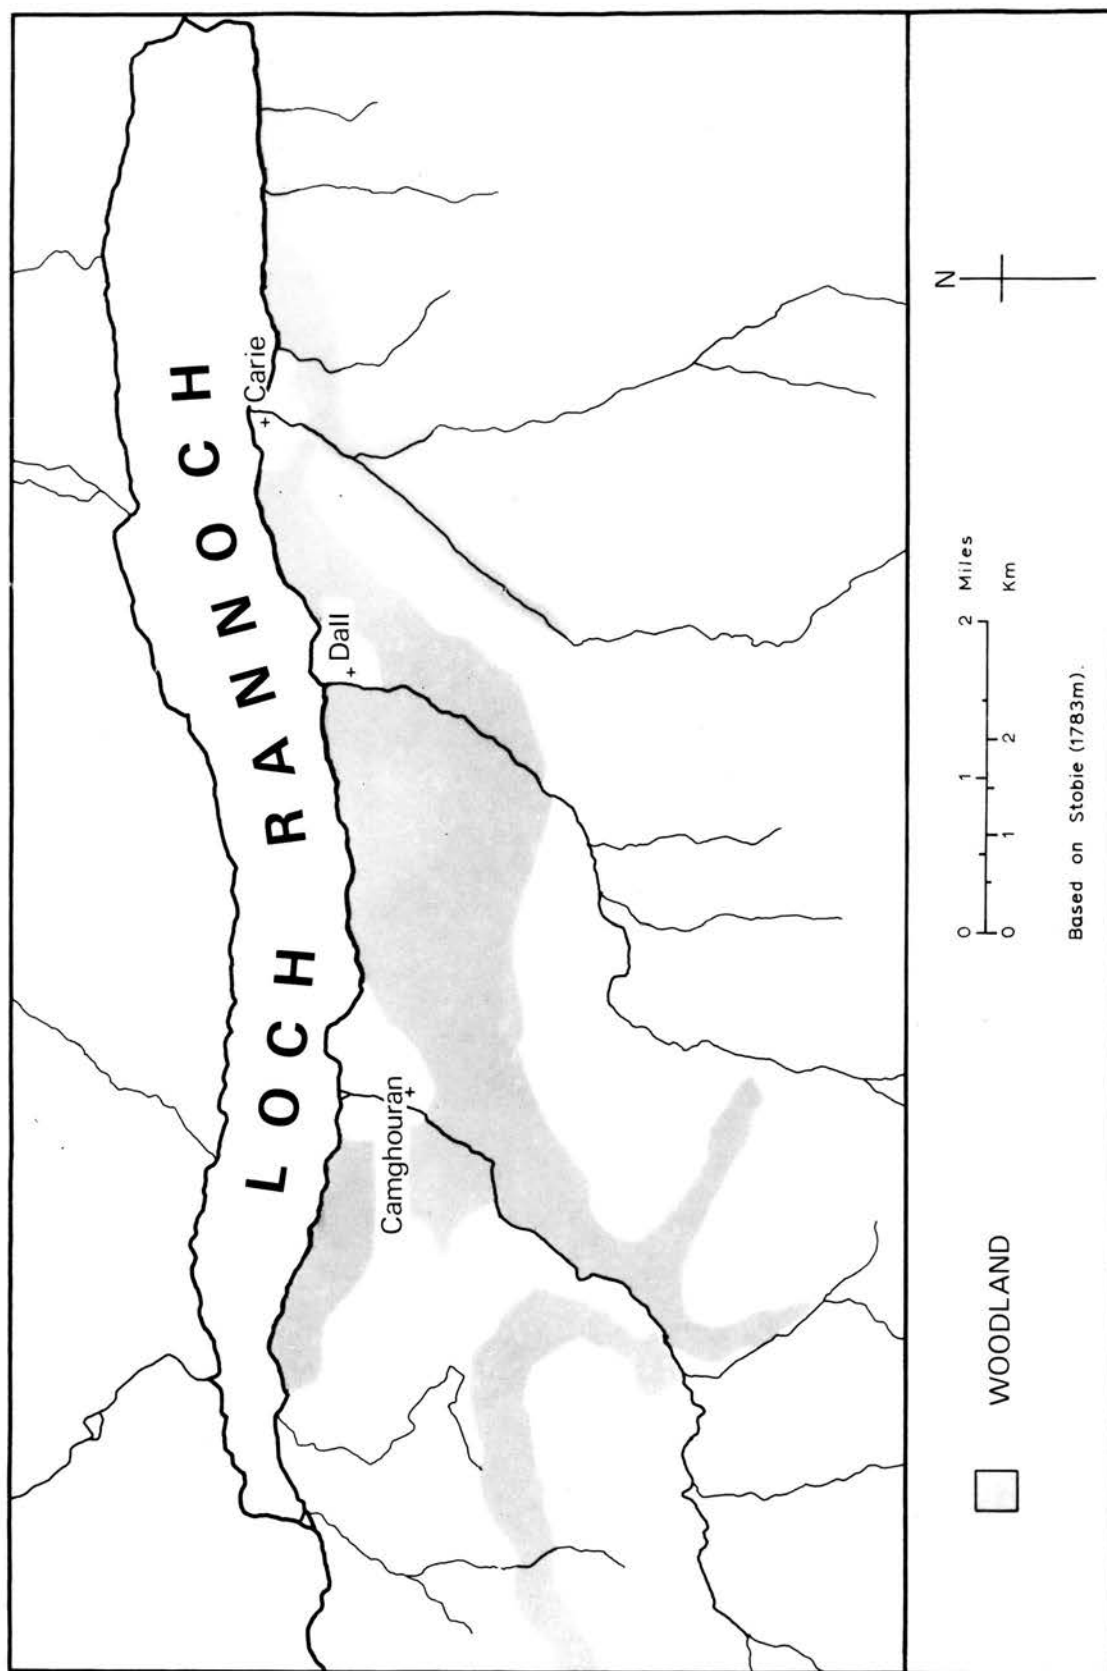 LOCH RANNOCH
Camghouran
Dall
Carie
WOODLAND
0 1 2 Miles
0 1 2 Km
N
Based on Stobie (1783m).